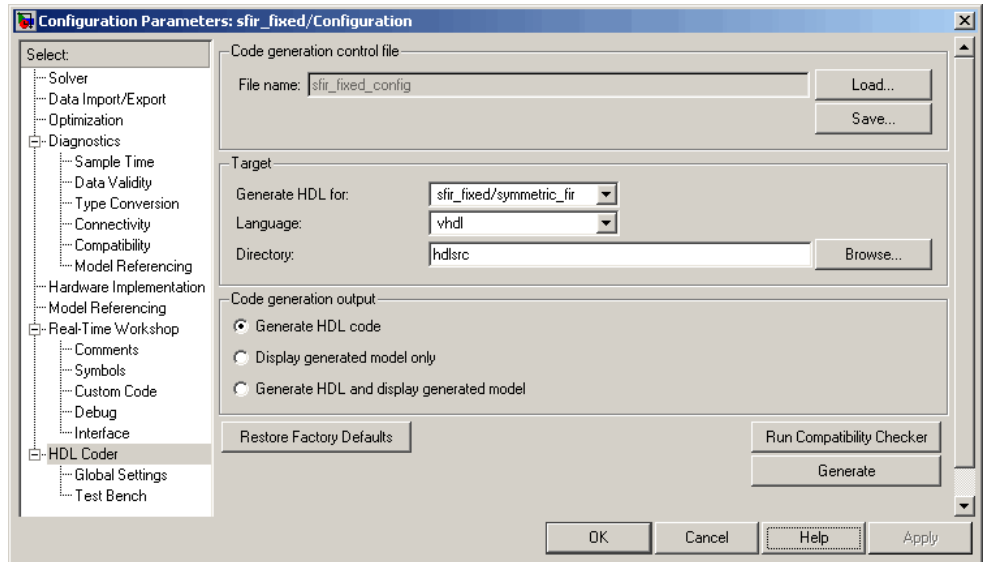 Configuration Parameters: sfir_fixed/Configuration
Select:
Solver
Data Import/Export
Optimization
Diagnostics
Sample Time
Data Validity
Type Conversion
Connectivity
Compatibility
Model Referencing
Hardware Implementation
Model Referencing
Real-Time Workshop
Comments
Symbols
Custom Code
Debug
Interface
HDL Coder
Global Settings
Test Bench
Code generation control file
File name: sfir_fixed_config
Load...
Save...
Target
Generate HDL for: sfir_fixed/symmetric_fir
Language: vhdl
Directory: hdlsrc Browse...
Code generation output
Generate HDL code
Display generated model only
Generate HDL and display generated model
Restore Factory Defaults Run Compatibility Checker
Generate
OK Cancel Help Apply